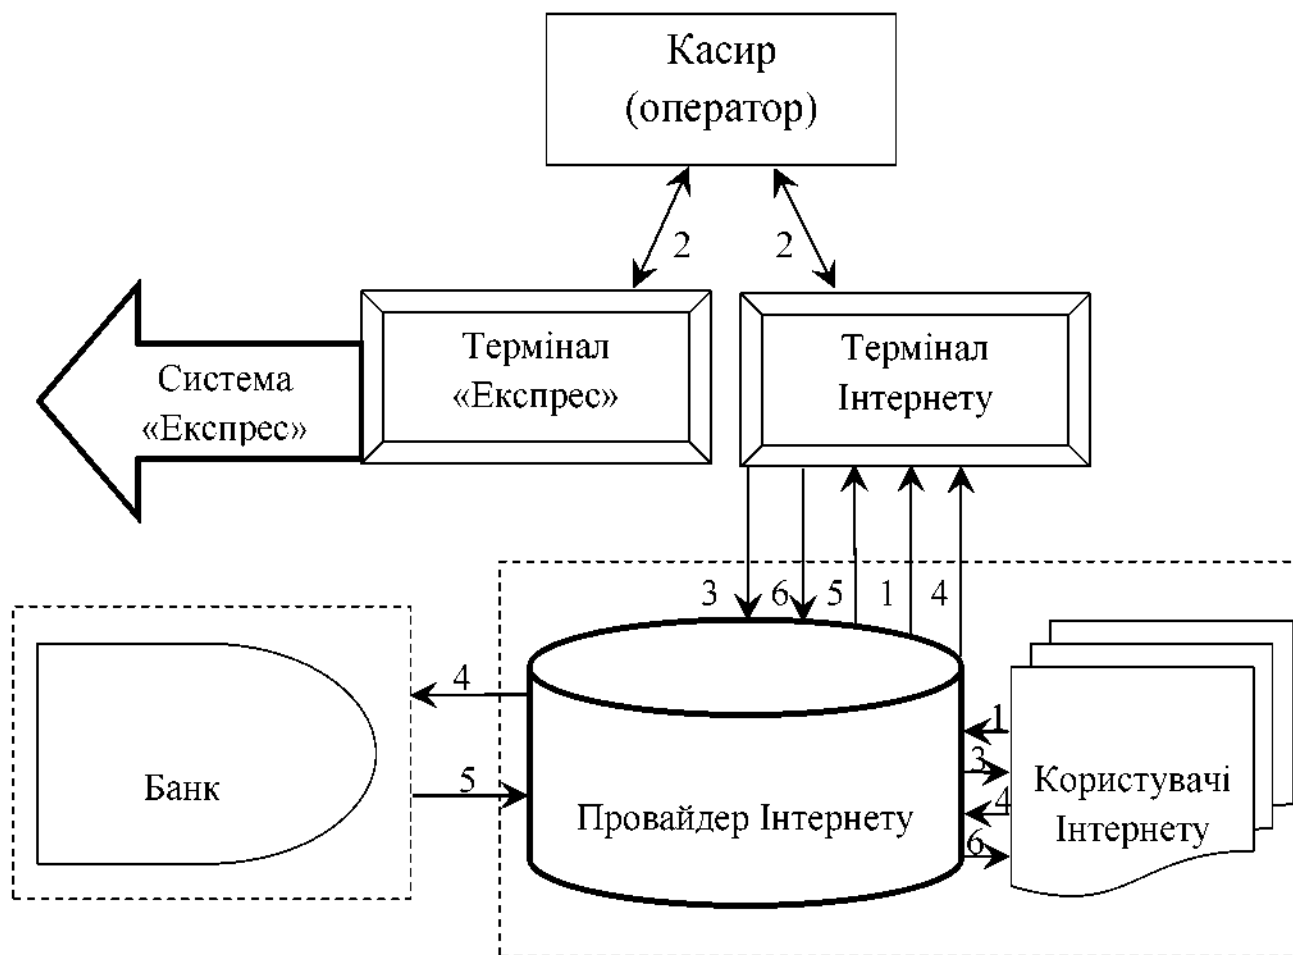 Касир
(оператор)
2
2
Термінал
«Експрес»
Термінал
Інтернету
Система
«Експрес»
3
6
5
1
4
4
5
Банк
Провайдер Інтернету
1
3
4
6
Користувачі
Інтернету